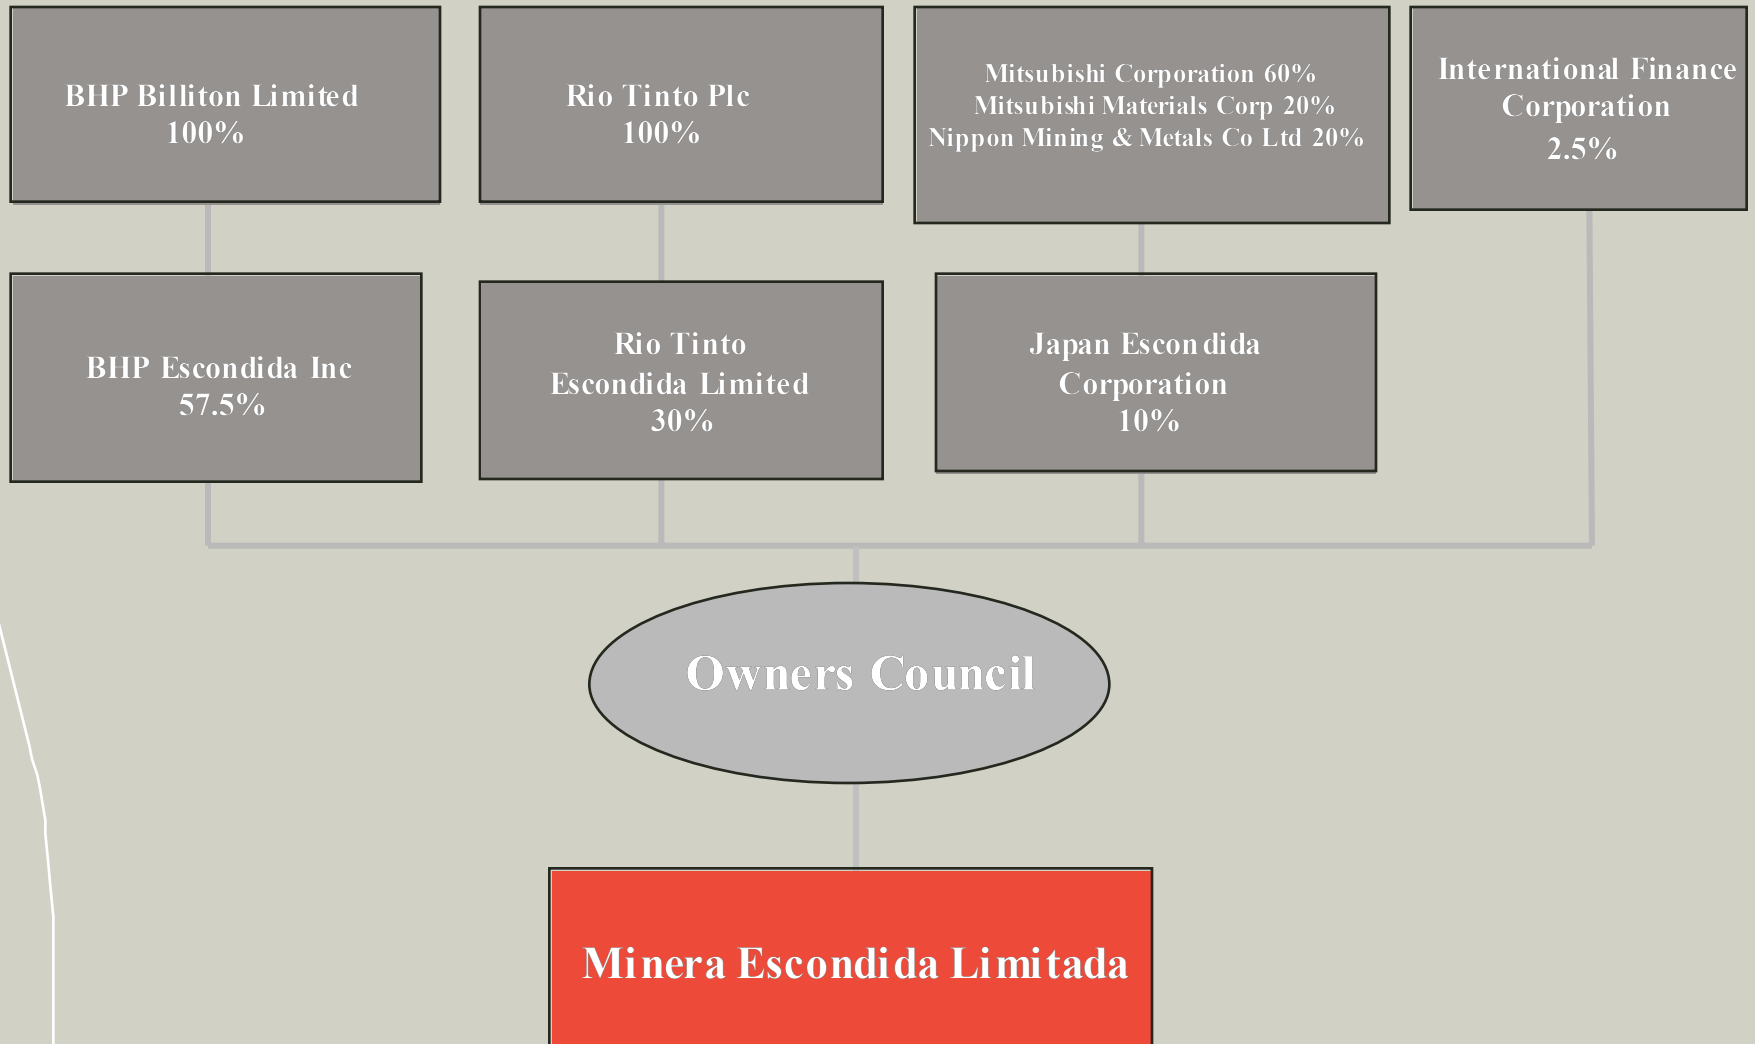 BHP Billiton Limited
100%
Rio Tinto Plc
100%
Mitsubishi Corporation 60%
Mitsubishi Materials Corp 20%
Nippon Mining & Metals Co Ltd 20%
International Finance
Corporation
2.5%
BHP Escondida Inc
57.5%
Rio Tinto
Escondida Limited
30%
Japan Escondida
Corporation
10%
Owners Council
Minera Escondida Limitada